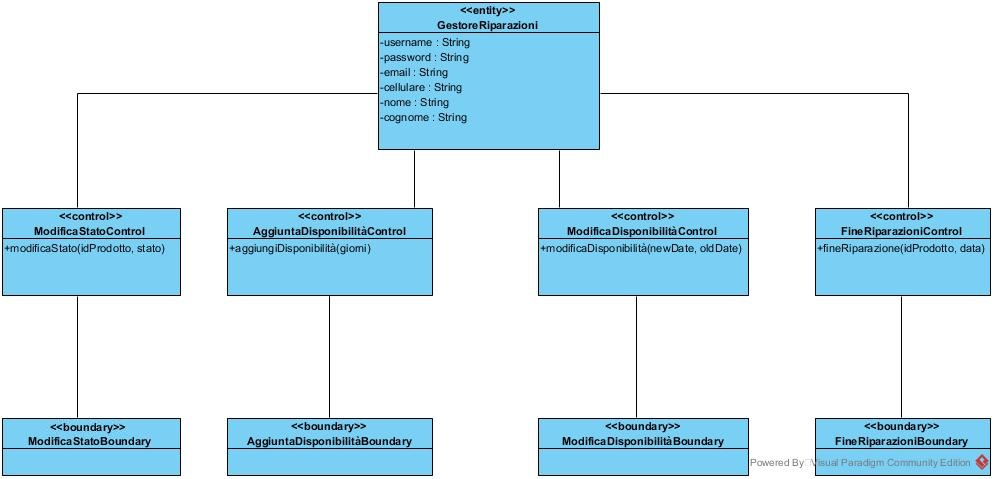 <<entity>>
GestoreRiparazioni
-username : String
-password : String
-email : String
-cellulare : String
-nome : String
-cognome : String
<<control>>
ModificaStatoControl
+modificaStato(idProdotto, stato)
<<control>>
AggiuntaDisponibilitàControl
+aggiungiDisponibilità(giorni)
<<control>>
ModificaDisponibilitàControl
+modificaDisponibilità(newDate, oldDate)
<<control>>
FineRiparazioniControl
+fineRiparazione(idProdotto, data)
<<boundary>>
ModificaStatoBoundary
<<boundary>>
AggiuntaDisponibilitàBoundary
<<boundary>>
ModificaDisponibilitàBoundary
<<boundary>>
FineRiparazioniBoundary
Powered By Visual Paradigm Community Edition